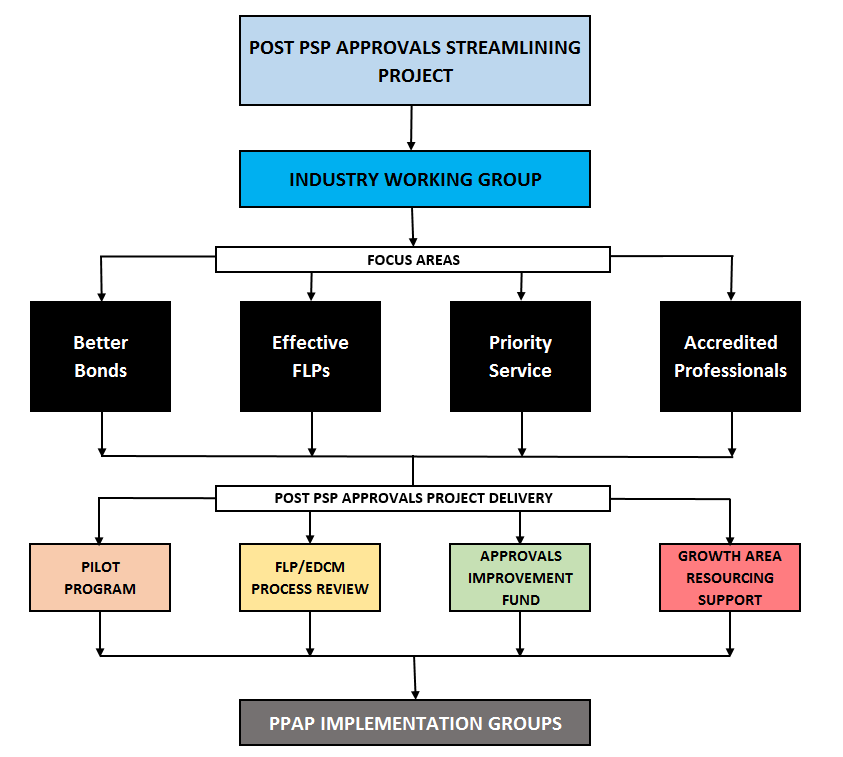 POST PSP APPROVALS STREAMLINING
PROJECT
INDUSTRY WORKING GROUP
FOCUS AREAS
Better
Bonds
Effective
FLPs
Priority
Service
Accredited
Professionals
POST PSP APPROVALS PROJECT DELIVERY
PILOT
PROGRAM
FLP/EDCM
PROCESS REVIEW
APPROVALS
IMPROVEMENT
FUND
GROWTH AREA
RESOURCING
SUPPORT
PPAP IMPLEMENTATION GROUPS